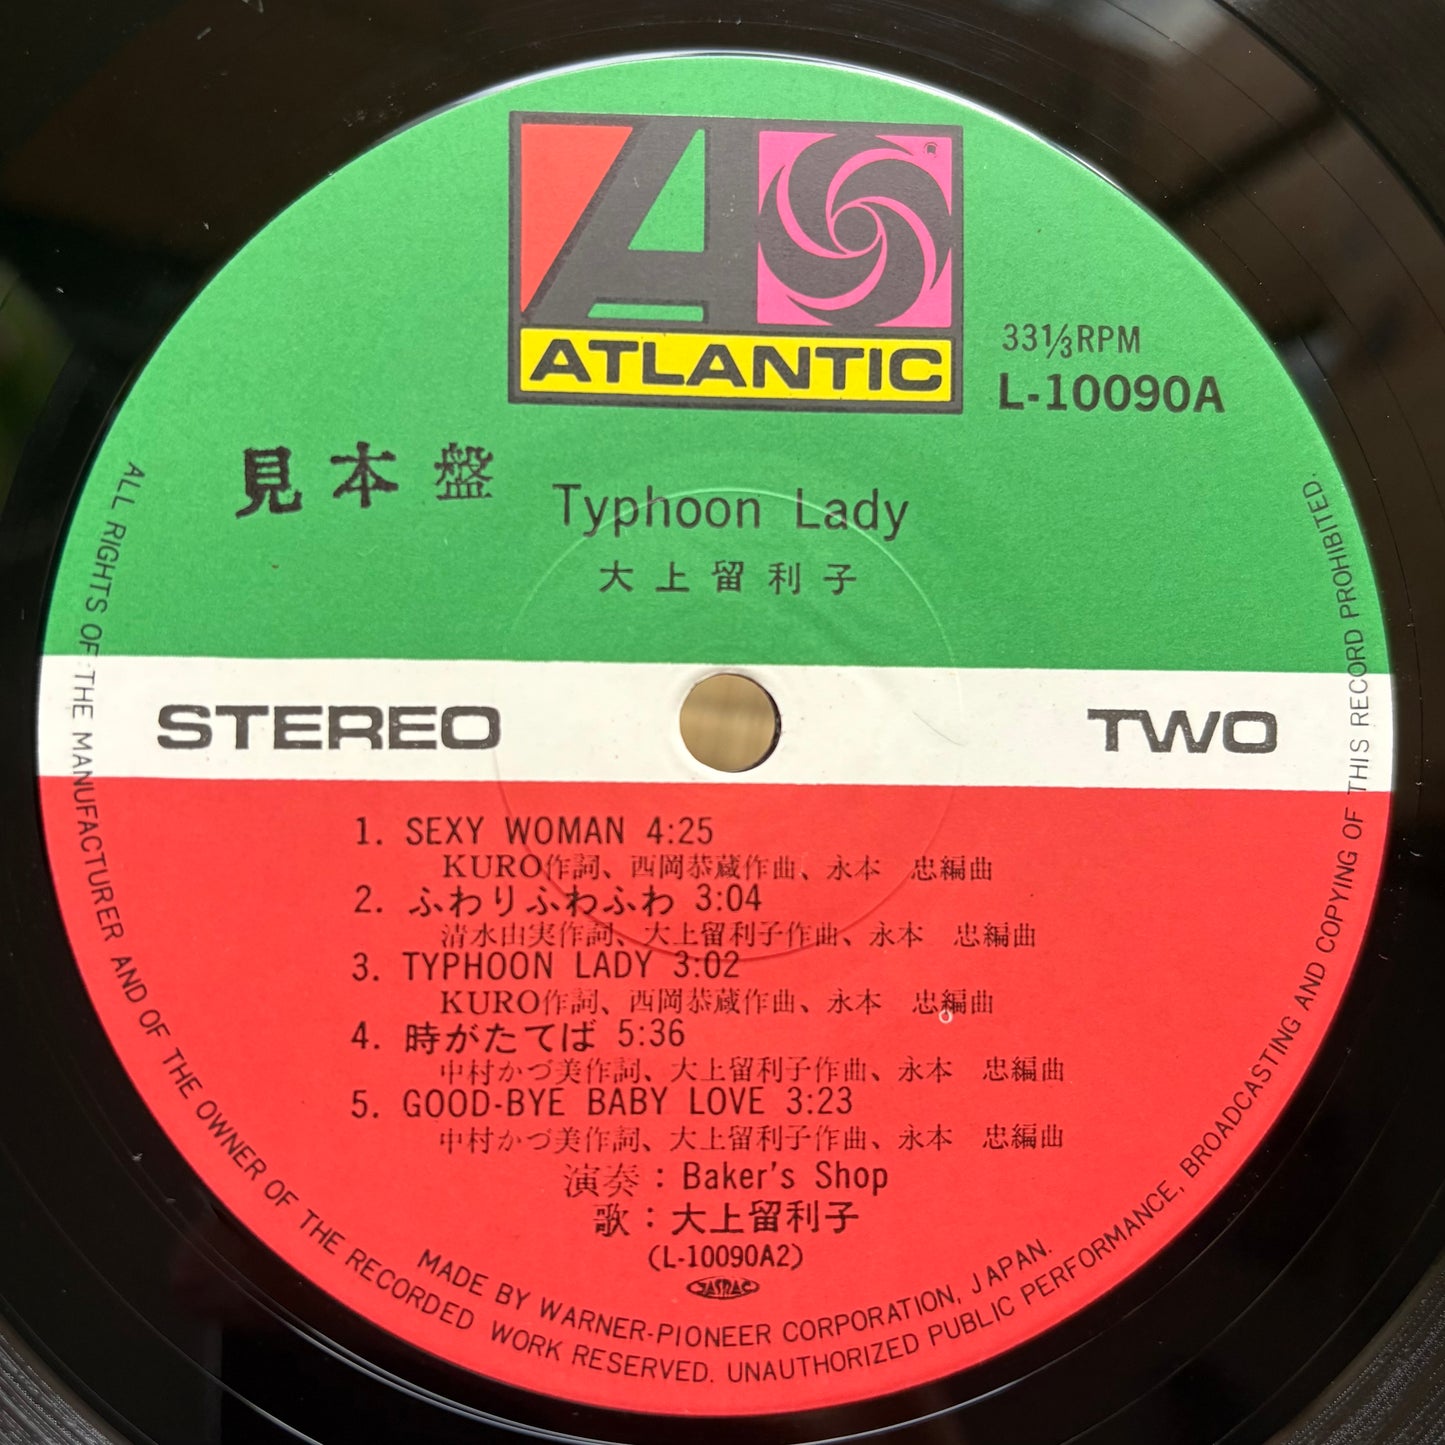 ATLANTIC
33⅓RPM
L-10090A
見本盤
Typhoon Lady
大上留利子
STEREO
TWO
1. SEXY WOMAN 4:25
KURO作詞、西岡恭蔵作曲、永本 忠編曲
2. ふわりふわふわ 3:04
清水由実作詞、大上留利子作曲、永本 忠編曲
3. TYPHOON LADY 3:02
KURO作詞、西岡恭蔵作曲、永本 忠編曲
4. 時がたてば 5:36
中村かづ美作詞、大上留利子作曲、永本 忠編曲
5. GOOD-BYE BABY LOVE 3:23
中村かづ美作詞、大上留利子作曲、永本 忠編曲
演奏：Baker's Shop
歌：大上留利子
(L-10090A2)
JASRAC
MADE BY WARNER-PIONEER CORPORATION, JAPAN.
ALL RIGHTS OF THE MANUFACTURER AND OF THE OWNER OF THE RECORDED WORK RESERVED. UNAUTHORIZED PUBLIC PERFORMANCE, BROADCASTING AND COPYING OF THIS RECORD PROHIBITED.